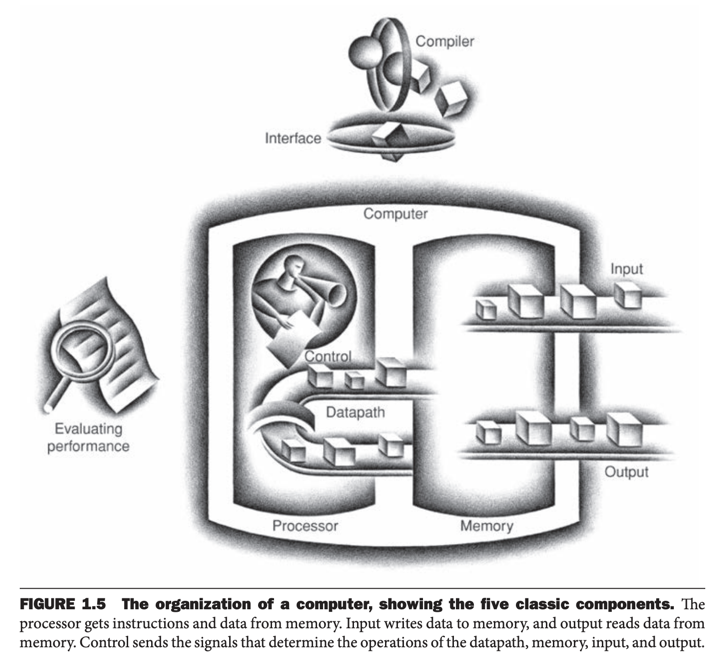 Compiler
Interface
Computer
Input
Control
Datapath
Evaluating
performance
Output
Processor
Memory
FIGURE 1.5 The organization of a computer, showing the five classic components. The
processor gets instructions and data from memory. Input writes data to memory, and output reads data from
memory. Control sends the signals that determine the operations of the datapath, memory, input, and output.